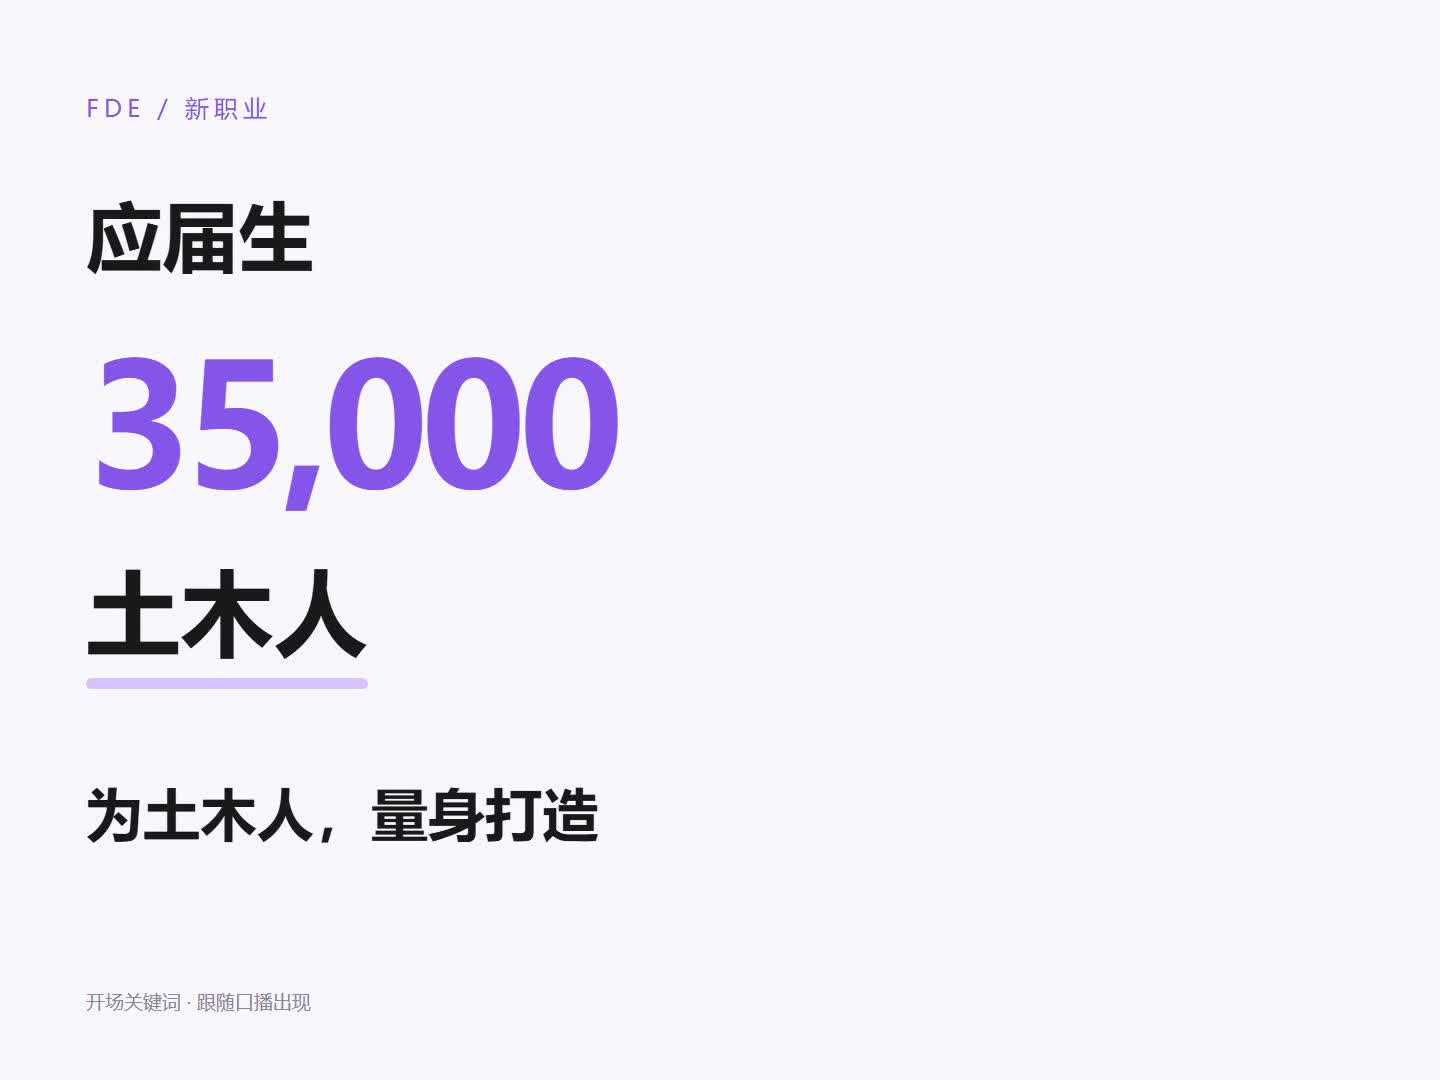 FDE / 新职业
应届生
35,000
土木人
为土木人，量身打造
开场关键词 · 跟随口播出现